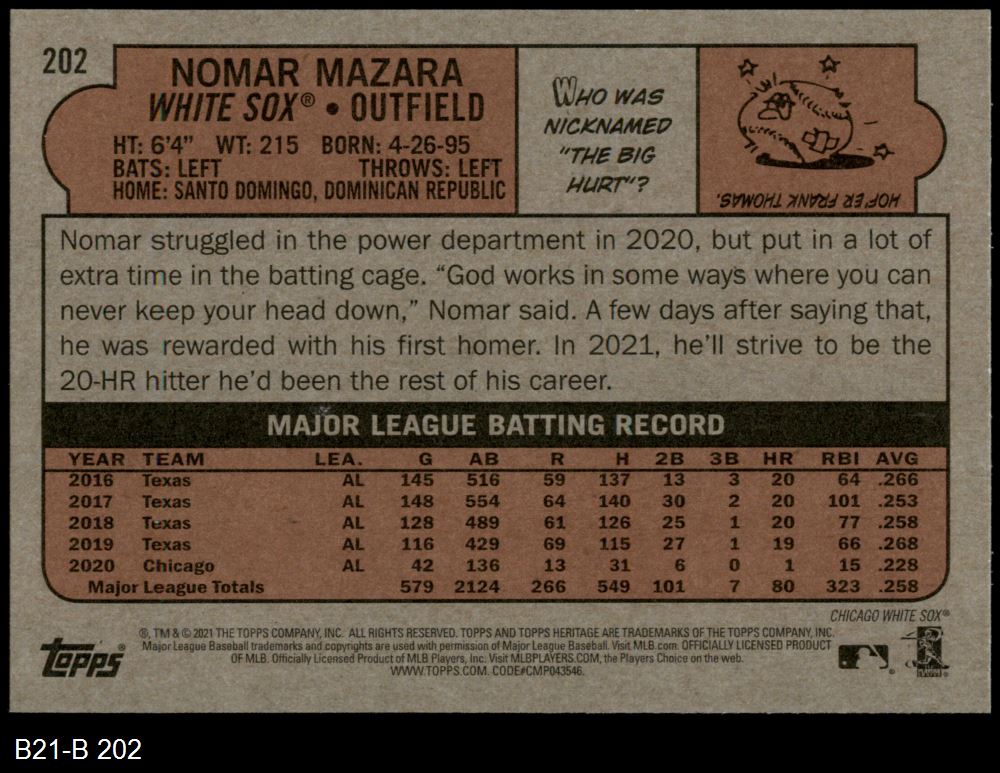 202
NOMAR MAZARA
WHITE SOX® • OUTFIELD
HT: 6'4" WT: 215 BORN: 4-26-95
BATS: LEFT THROWS: LEFT
HOME: SANTO DOMINGO, DOMINICAN REPUBLIC
WHO WAS
NICKNAMED
"THE BIG
HURT"?
HOF'ER FRANK THOMAS.
Nomar struggled in the power department in 2020, but put in a lot of
extra time in the batting cage. “God works in some ways where you can
never keep your head down,” Nomar said. A few days after saying that,
he was rewarded with his first homer. In 2021, he’ll strive to be the
20-HR hitter he’d been the rest of his career.
MAJOR LEAGUE BATTING RECORD
YEAR TEAM LEA. G AB R H 2B 3B HR RBI AVG
2016 Texas AL 145 516 59 137 13 3 20 64 .266
2017 Texas AL 148 554 64 140 30 2 20 101 .253
2018 Texas AL 128 489 61 126 25 1 20 77 .258
2019 Texas AL 116 429 69 115 27 1 19 66 .268
2020 Chicago AL 42 136 13 31 6 0 1 15 .228
Major League Totals 579 2124 266 549 101 7 80 323 .258
CHICAGO WHITE SOX®
topps®
®, TM & © 2021 THE TOPPS COMPANY, INC. ALL RIGHTS RESERVED. TOPPS AND TOPPS HERITAGE ARE TRADEMARKS OF THE TOPPS COMPANY, INC.
Major League Baseball trademarks and copyrights are used with permission of Major League Baseball. Visit MLB.com. OFFICIALLY LICENSED PRODUCT
OF MLB. Officially Licensed Product of MLB Players, Inc. Visit MLBPLAYERS.COM, the Players Choice on the web.
WWW.TOPPS.COM. CODE#CMP043546.
B21-B 202